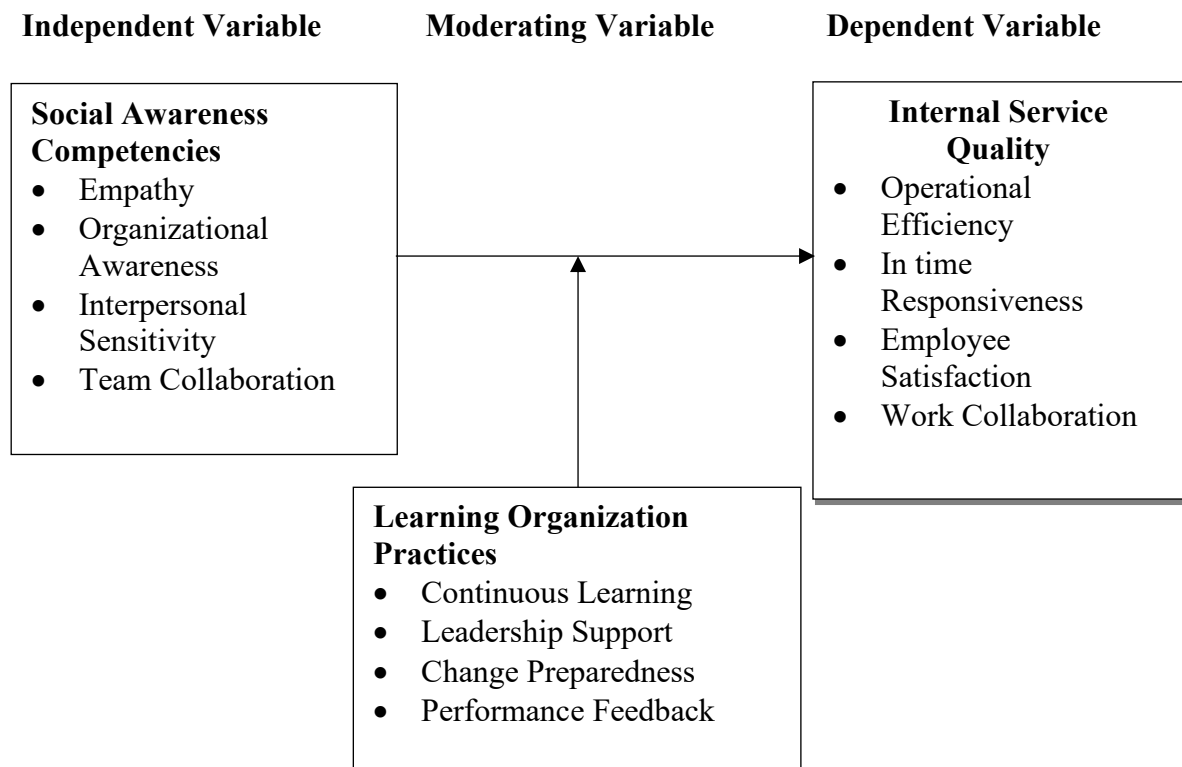 Independent Variable
Moderating Variable
Dependent Variable
Social Awareness
Competencies
• Empathy
• Organizational
Awareness
• Interpersonal
Sensitivity
• Team Collaboration
Internal Service
Quality
• Operational
Efficiency
• In time
Responsiveness
• Employee
Satisfaction
• Work Collaboration
Learning Organization
Practices
• Continuous Learning
• Leadership Support
• Change Preparedness
• Performance Feedback